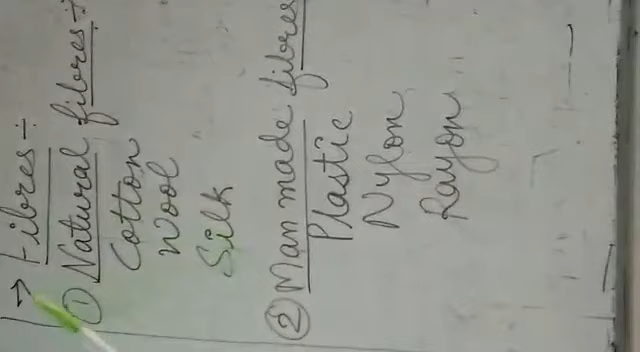 → Fibres:-
① Natural fibres:-
Cotton
Wool
Silk
② Man made fibres
Plastic
Nylon
Rayon